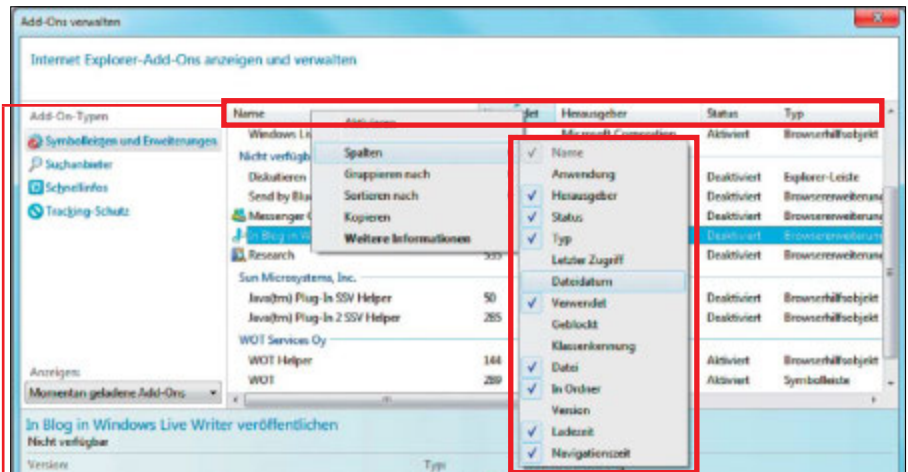 Add-Ons verwalten
Internet Explorer-Add-Ons anzeigen und verwalten
Add-On-Typen
Symbolleisten und Erweiterungen
Suchanbieter
Schnellinfos
Tracking-Schutz
Anzeigen:
Momentan geladene Add-Ons
Name Herausgeber Status Typ
Microsoft Corporation Aktiviert Browserhilfsobjekt
Nicht verfügb
Diskutieren Deaktiviert Explorer-Leiste
Send by Blu Deaktiviert Browsererweiterung
Messenger Deaktiviert Browsererweiterung
In Blog in W Deaktiviert Browsererweiterung
Research 535 Deaktiviert Browsererweiterung
Sun Microsystems, Inc.
Java(tm) Plug-In SSV Helper 50 Deaktiviert Browserhilfsobjekt
Java(tm) Plug-In 2 SSV Helper 285 Deaktiviert Browserhilfsobjekt
WOT Services Oy
WOT Helper 144 Aktiviert Browserhilfsobjekt
WOT 289 Aktiviert Symbolleiste
Aktivieren
Spalten
Gruppieren nach
Sortieren nach
Kopieren
Weitere Informationen
Name
Anwendung
Herausgeber
Status
Typ
Letzter Zugriff
Dateidatum
Verwendet
Geblockt
Klassenkennung
Datei
In Ordner
Version
Ladezeit
Navigationszeit
In Blog in Windows Live Writer veröffentlichen
Nicht verfügbar
Version: Typ: